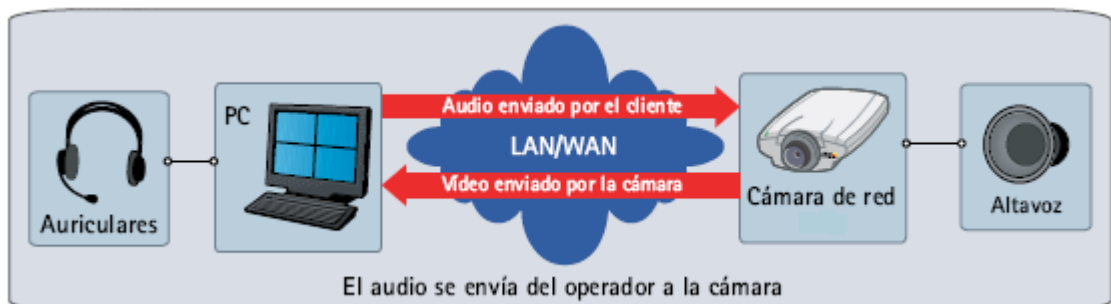 Auriculares
PC
Audio enviado por el cliente
LAN/WAN
Vídeo enviado por la cámara
Cámara de red
Altavoz
El audio se envía del operador a la cámara